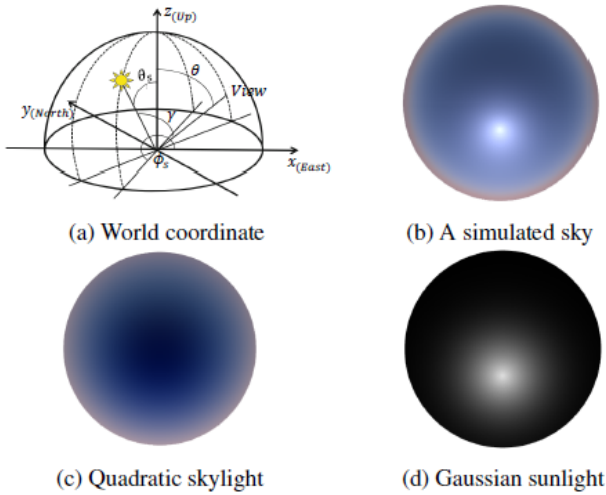 z(Up)
θs
θ
View
y(North)
γ
ϕs
x(East)
(a) World coordinate
(b) A simulated sky
(c) Quadratic skylight
(d) Gaussian sunlight